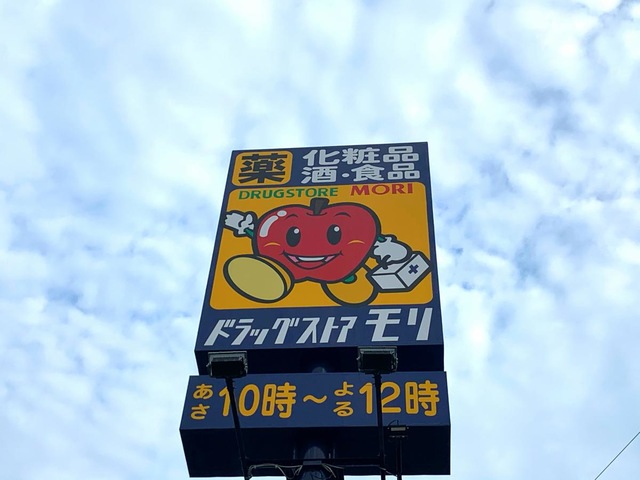 薬 化粧品
酒・食品
DRUGSTORE MORI
ドラッグストア モリ
あさ10時～よる12時